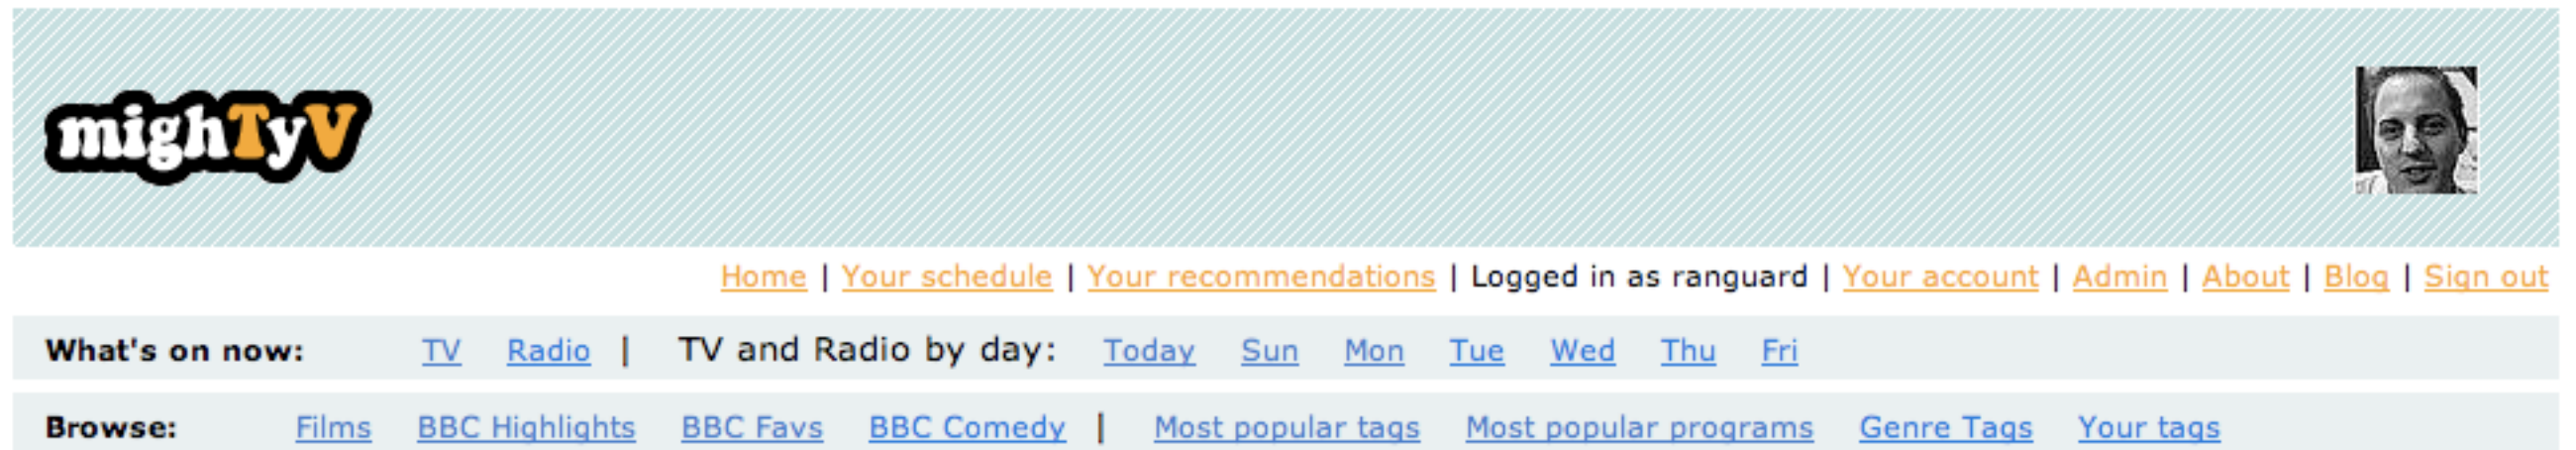 mighTyV
Home | Your schedule | Your recommendations | Logged in as ranguard | Your account | Admin | About | Blog | Sign out
What's on now: TV Radio | TV and Radio by day: Today Sun Mon Tue Wed Thu Fri
Browse: Films BBC Highlights BBC Favs BBC Comedy | Most popular tags Most popular programs Genre Tags Your tags